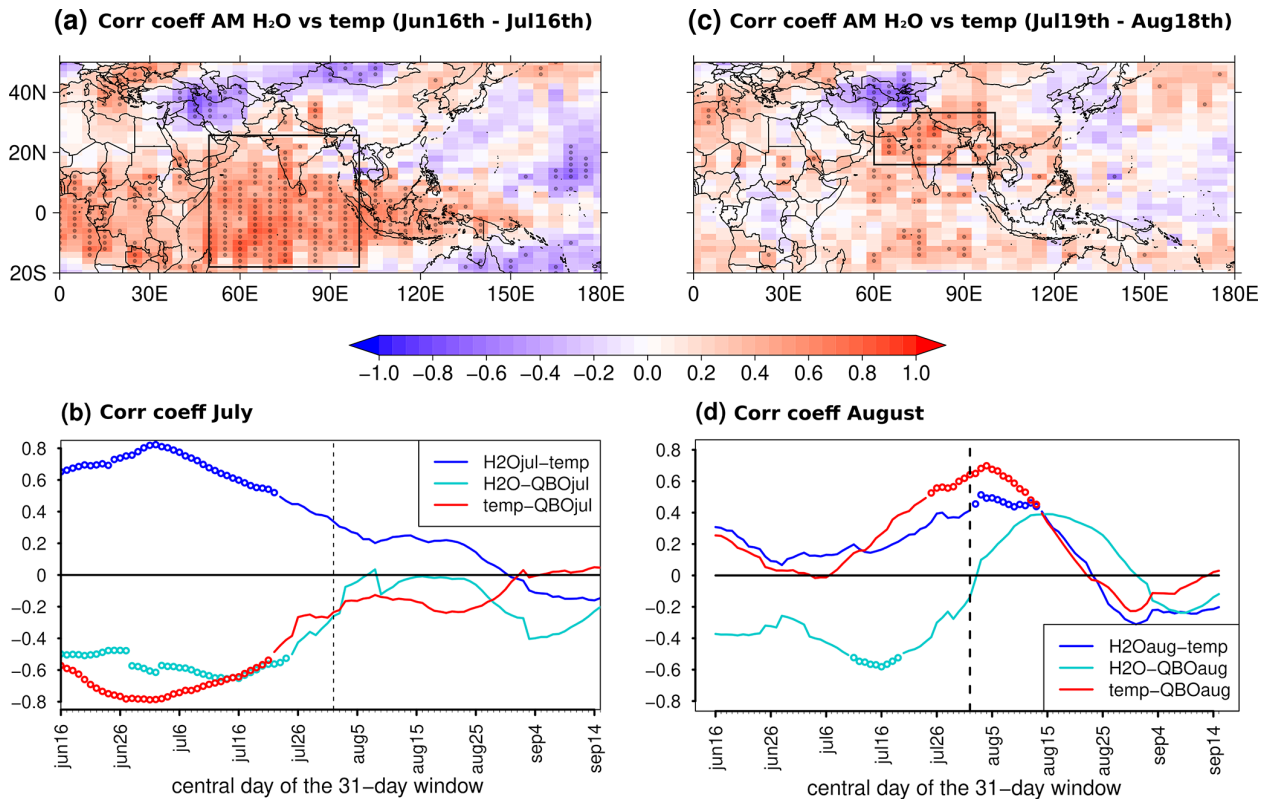 (a) Corr coeff AM H₂O vs temp (Jun16th - Jul16th)
40N
20N
0
20S
0 30E 60E 90E 120E 150E 180E
(c) Corr coeff AM H₂O vs temp (Jul19th - Aug18th)
0 30E 60E 90E 120E 150E 180E
−1.0 −0.8 −0.6 −0.4 −0.2 0.0 0.2 0.4 0.6 0.8 1.0
(b) Corr coeff July
0.8
0.6
0.4
0.2
0
−0.2
−0.4
−0.6
−0.8
H2Ojul−temp
H2O−QBOjul
temp−QBOjul
jun16 jun26 jul6 jul16 jul26 aug5 aug15 aug25 sep4 sep14
central day of the 31−day window
(d) Corr coeff August
0.8
0.6
0.4
0.2
0
−0.2
−0.4
−0.6
−0.8
H2Oaug−temp
H2O−QBOaug
temp−QBOaug
jun16 jun26 jul6 jul16 jul26 aug5 aug15 aug25 sep4 sep14
central day of the 31−day window